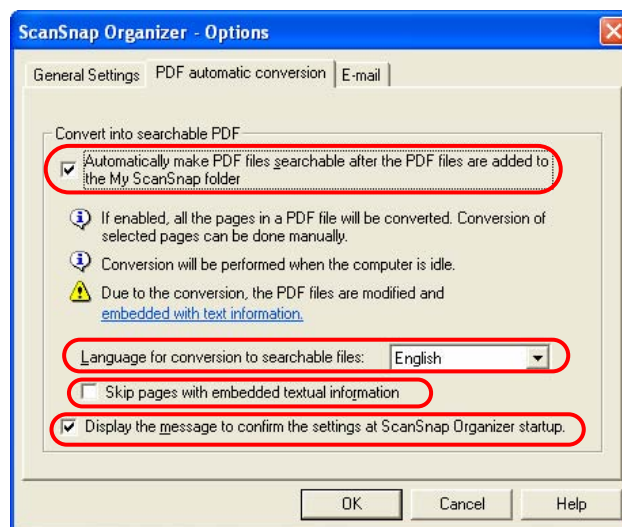 ScanSnap Organizer - Options
General Settings
PDF automatic conversion
E-mail
Convert into searchable PDF
Automatically make PDF files searchable after the PDF files are added to
the My ScanSnap folder
If enabled, all the pages in a PDF file will be converted. Conversion of
selected pages can be done manually.
Conversion will be performed when the computer is idle.
Due to the conversion, the PDF files are modified and
embedded with text information.
Language for conversion to searchable files: English
Skip pages with embedded textual information
Display the message to confirm the settings at ScanSnap Organizer startup.
OK Cancel Help